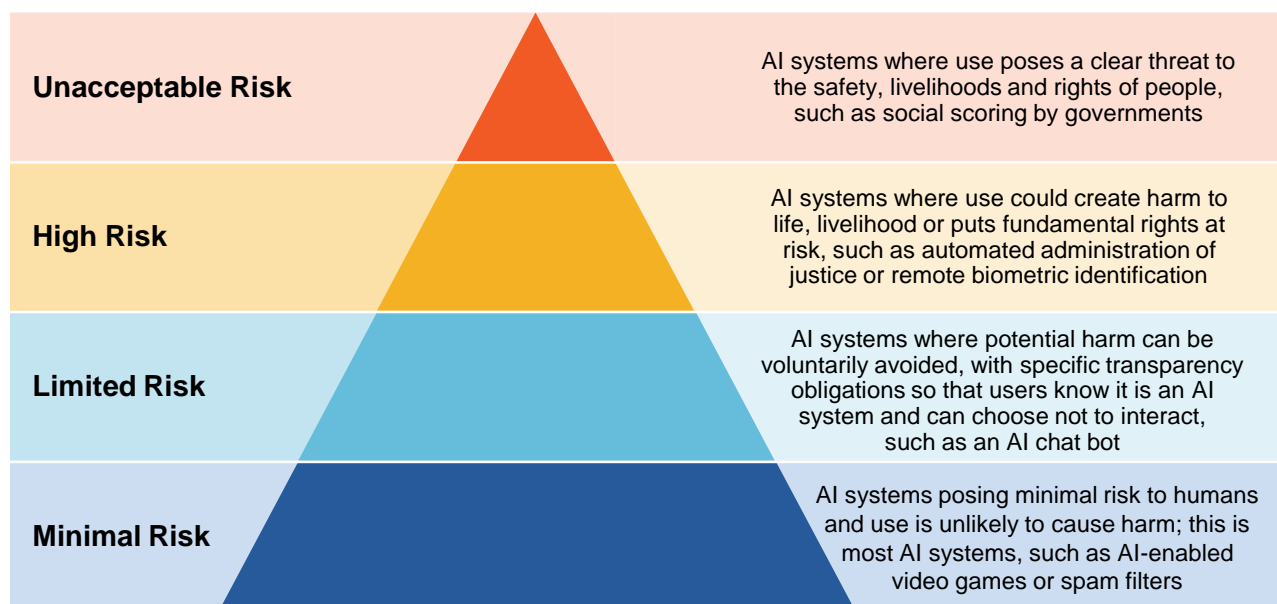 Unacceptable Risk
AI systems where use poses a clear threat to
the safety, livelihoods and rights of people,
such as social scoring by governments
High Risk
AI systems where use could create harm to
life, livelihood or puts fundamental rights at
risk, such as automated administration of
justice or remote biometric identification
Limited Risk
AI systems where potential harm can be
voluntarily avoided, with specific transparency
obligations so that users know it is an AI
system and can choose not to interact,
such as an AI chat bot
Minimal Risk
AI systems posing minimal risk to humans
and use is unlikely to cause harm; this is
most AI systems, such as AI-enabled
video games or spam filters